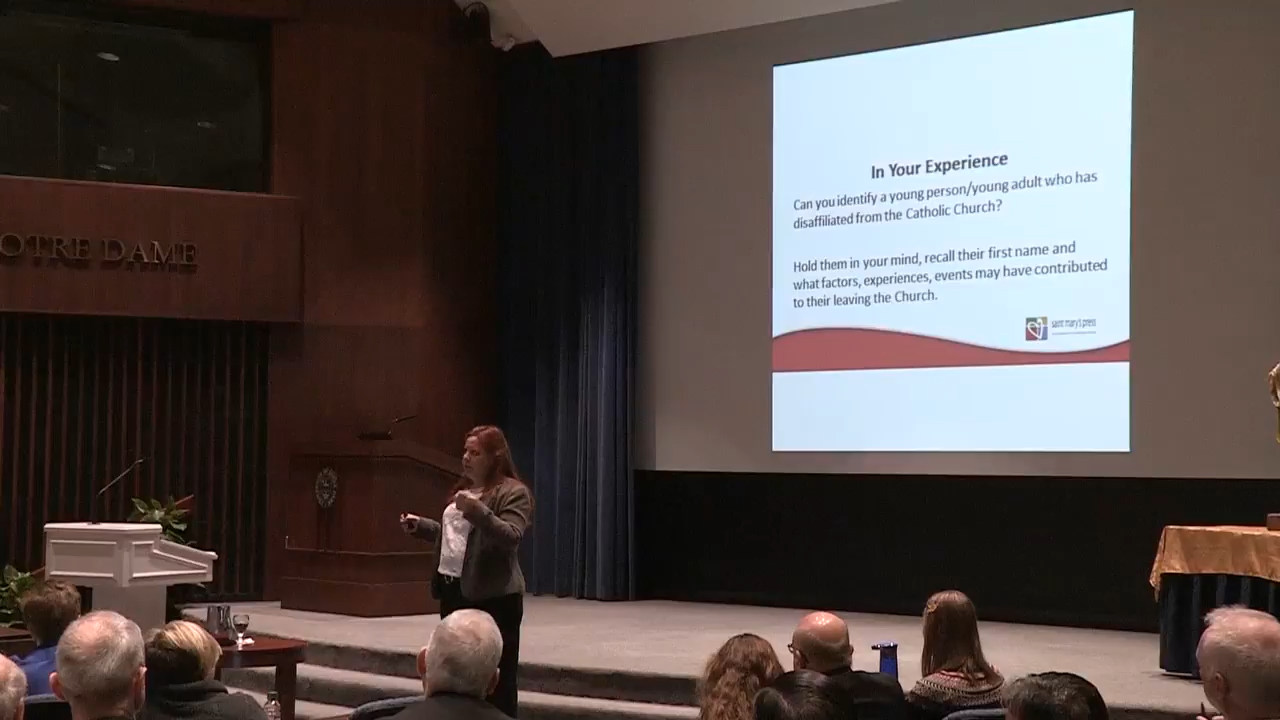 OTRE DAME
In Your Experience
Can you identify a young person/young adult who has
disaffiliated from the Catholic Church?
Hold them in your mind, recall their first name and
what factors, experiences, events may have contributed
to their leaving the Church.
saint mary's press